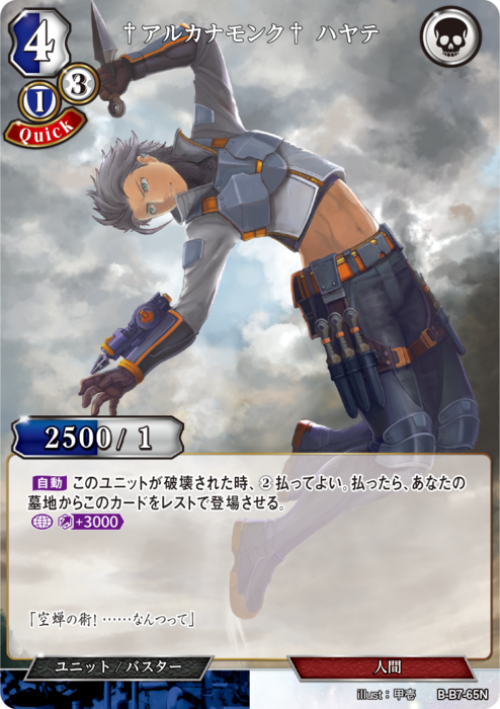 4
†アルカナモンク† ハヤテ
1
3
Quick
2500 / 1
自動 このユニットが破壊された時、②払ってよい。払ったら、あなたの
墓地からこのカードをレストで登場させる。
+3000
「空蝉の術! ……なんつって」
ユニット / バスター
人間
illust：甲壱 B-B7-65N